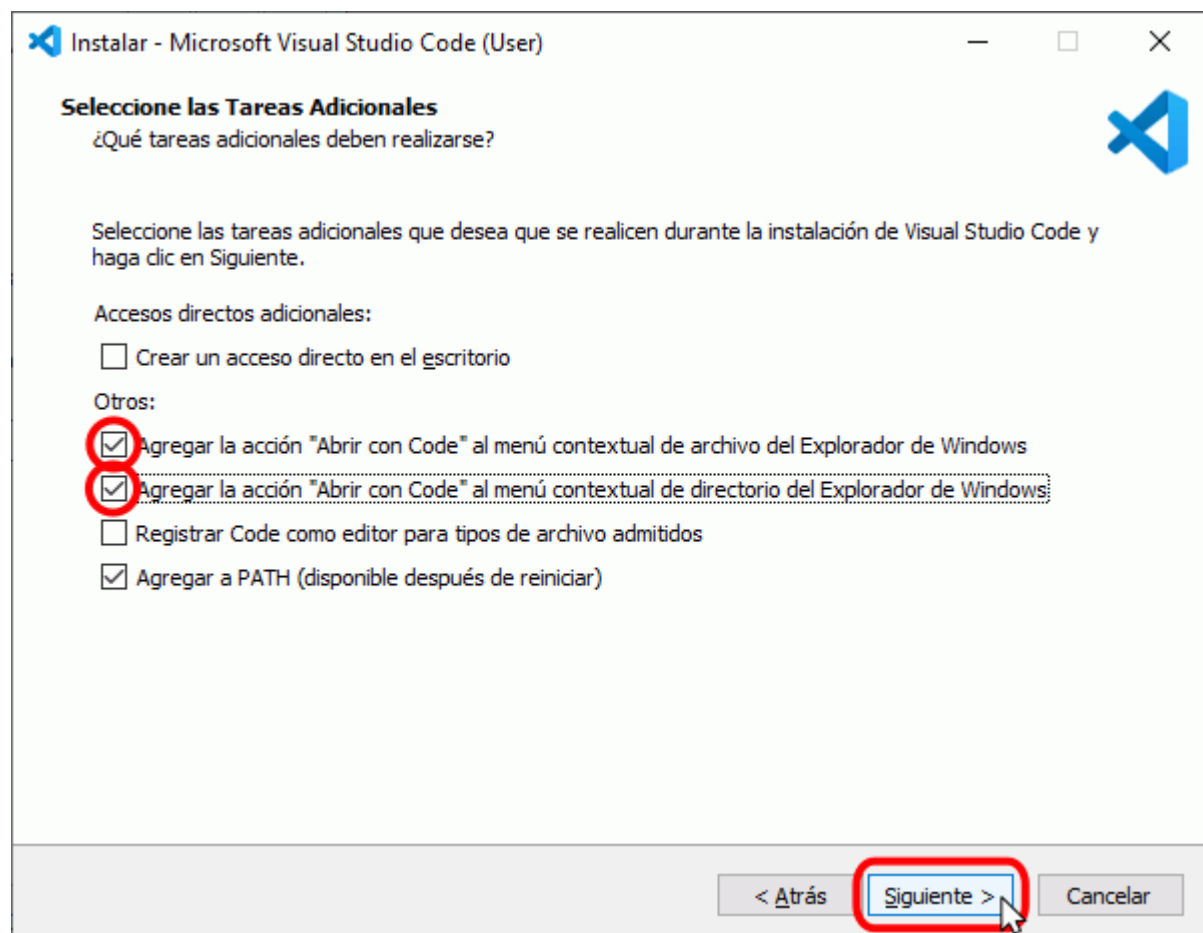 Instalar - Microsoft Visual Studio Code (User)
Seleccione las Tareas Adicionales
¿Qué tareas adicionales deben realizarse?
Seleccione las tareas adicionales que desea que se realicen durante la instalación de Visual Studio Code y
haga clic en Siguiente.
Accesos directos adicionales:
Crear un acceso directo en el escritorio
Otros:
Agregar la acción "Abrir con Code" al menú contextual de archivo del Explorador de Windows
Agregar la acción "Abrir con Code" al menú contextual de directorio del Explorador de Windows
Registrar Code como editor para tipos de archivo admitidos
Agregar a PATH (disponible después de reiniciar)
< Atrás Siguiente > Cancelar